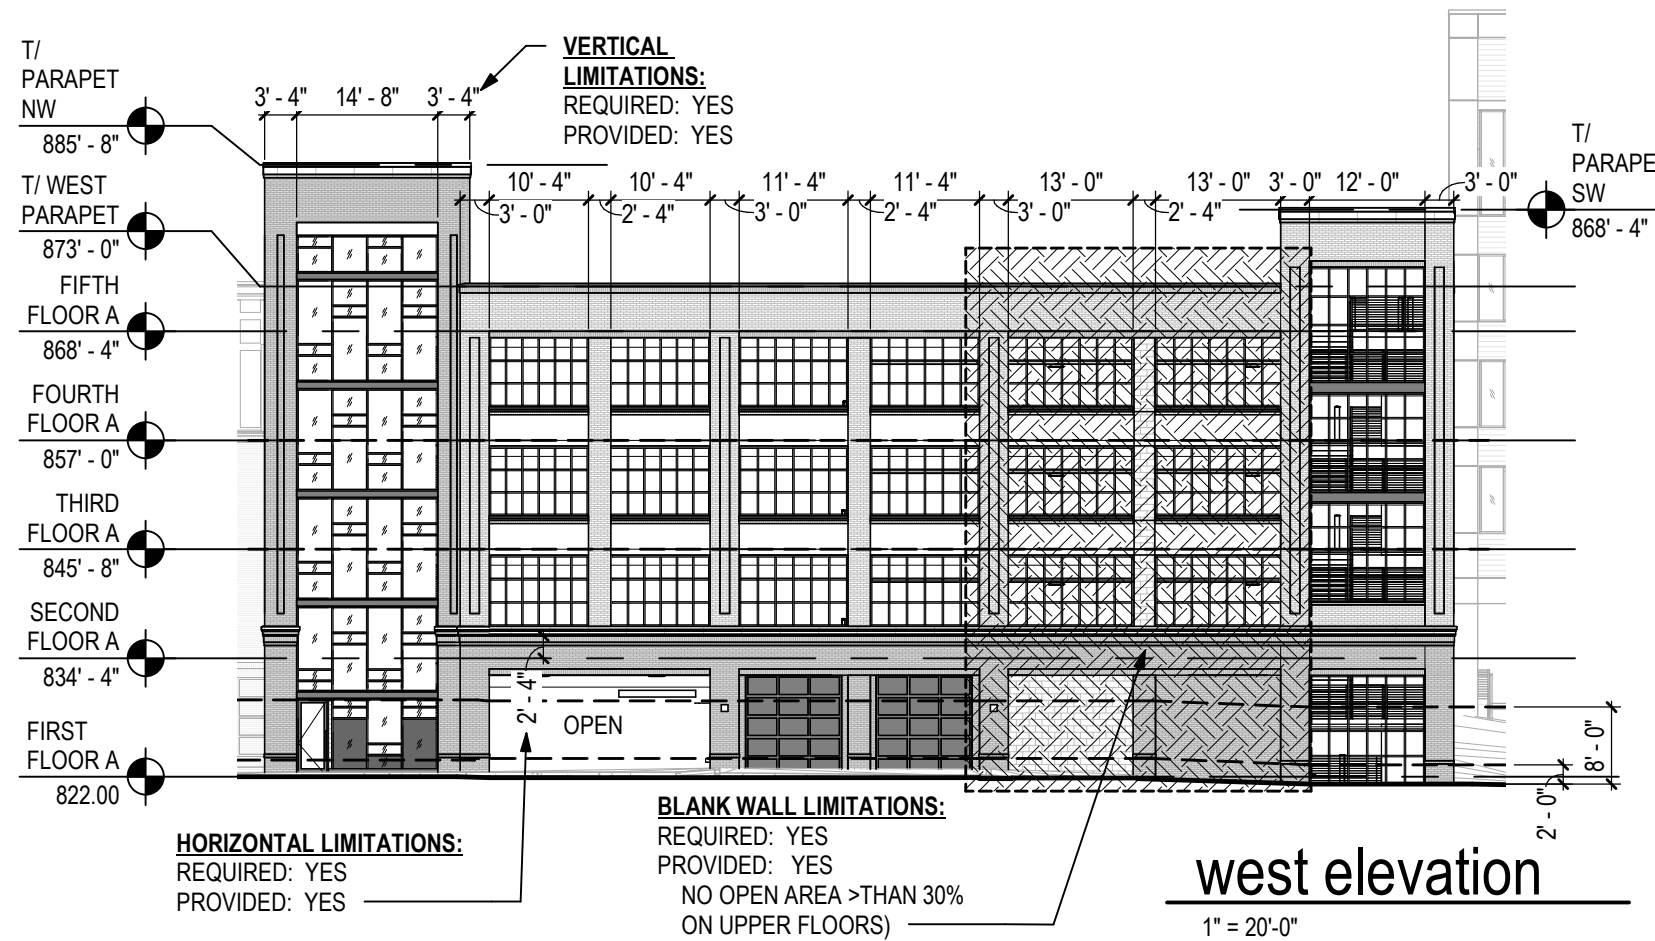 T/
PARAPET
NW
885' - 8"
T/ WEST
PARAPET
873' - 0"
FIFTH
FLOOR A
868' - 4"
FOURTH
FLOOR A
857' - 0"
THIRD
FLOOR A
845' - 8"
SECOND
FLOOR A
834' - 4"
FIRST
FLOOR A
822.00
3' - 4" 14' - 8" 3' - 4"
VERTICAL
LIMITATIONS:
REQUIRED: YES
PROVIDED: YES
10' - 4" 10' - 4" 11' - 4" 11' - 4" 13' - 0" 13' - 0" 3' - 0" 12' - 0" 3' - 0"
3' - 0" 2' - 4" 3' - 0" 2' - 4" 3' - 0" 2' - 4"
T/
PARAPE
SW
868' - 4"
2' - 4"
OPEN
8' - 0"
2' - 0"
HORIZONTAL LIMITATIONS:
REQUIRED: YES
PROVIDED: YES
BLANK WALL LIMITATIONS:
REQUIRED: YES
PROVIDED: YES
NO OPEN AREA >THAN 30%
ON UPPER FLOORS)
west elevation
1" = 20'-0"